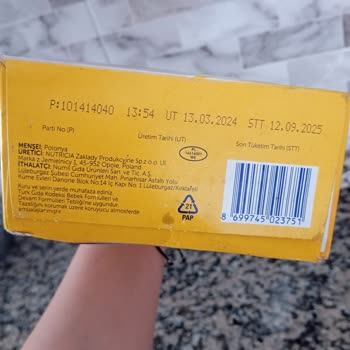 P:101414040 13:54 UT 13.03.2024 STT 12.09.2025
Parti No (P) Üretim Tarihi (UT) Son Tüketim Tarihi (STT)
MENŞEİ: Polonya
ÜRETİCİ: NUTRICIA Zaklady Produkcyjne Sp.z o.o. Ul.
Marka z Jemielnicy 1, 45-952 Opole, Poland
İTHALATÇI: Numil Gıda Ürünleri San. ve Tic. A.Ş.
Lüleburgaz Şubesi Cumhuriyet Mah. Pınarhisar Asfaltı Yolu
Küme Evleri Danone Blok No:14 İç Kapı No: 1 Lüleburgaz/Kırklareli
Kuru ve serin yerde muhafaza ediniz.
Türk Gıda Kodeksi Bebek Formülleri ve
Devam Formülleri Tebliği'ne uygundur.
Tazeliğini korumak üzere koruyucu atmosferde
ambalajlanmıştır.
PL
21
PAP
8 699745 023751